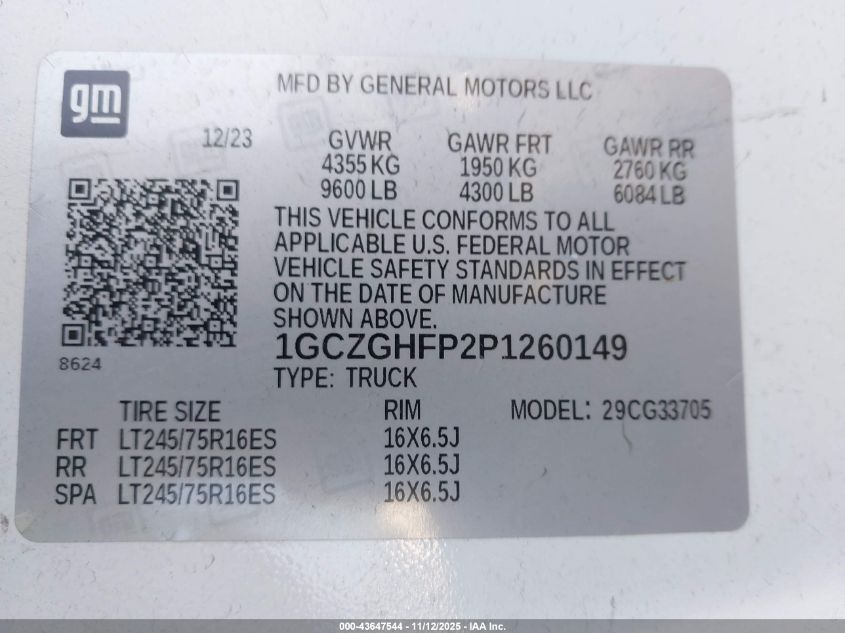 gm
MFD BY GENERAL MOTORS LLC
12/23 GVWR GAWR FRT GAWR RR
4355 KG 1950 KG 2760 KG
9600 LB 4300 LB 6084 LB
THIS VEHICLE CONFORMS TO ALL
APPLICABLE U.S. FEDERAL MOTOR
VEHICLE SAFETY STANDARDS IN EFFECT
ON THE DATE OF MANUFACTURE
SHOWN ABOVE.
1GCZGHFP2P1260149
8624
TYPE: TRUCK
TIRE SIZE RIM MODEL: 29CG33705
FRT LT245/75R16ES 16X6.5J
RR LT245/75R16ES 16X6.5J
SPA LT245/75R16ES 16X6.5J
000-43647544 - 11/12/2025 - IAA Inc.